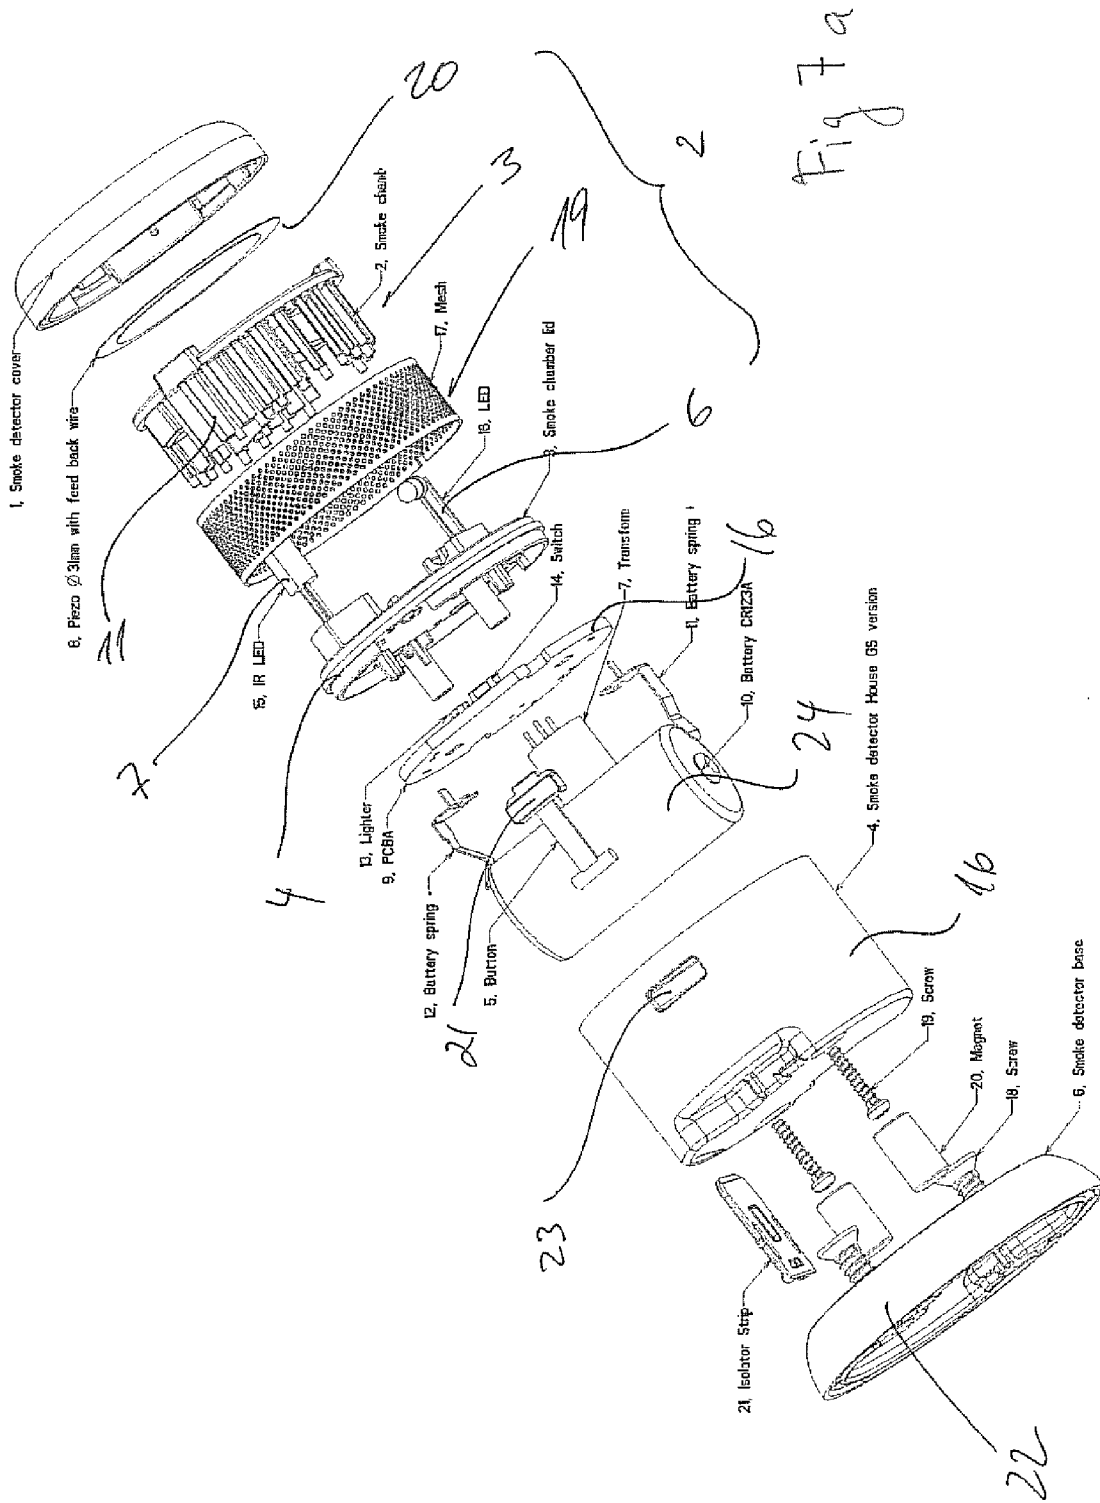 1, Smoke detector cover
8, Piezo Ø 31mm with feed back wire
20
2, Smoke chamb
3
2
19
17, Mesh
11
16, LED
6
3, Smoke chamber lid
15, IR LED
7
4
14, Switch
16
7, Transform
11, Battery spring
10, Battery CR123A
13, Lighter
9, PCBA
24
12, Battery spring
21
5, Button
4, Smoke detector House GS version
16
23
19, Screw
20, Magnet
18, Screw
6, Smoke detector base
21, Isolator Strip
22
Fig 7a